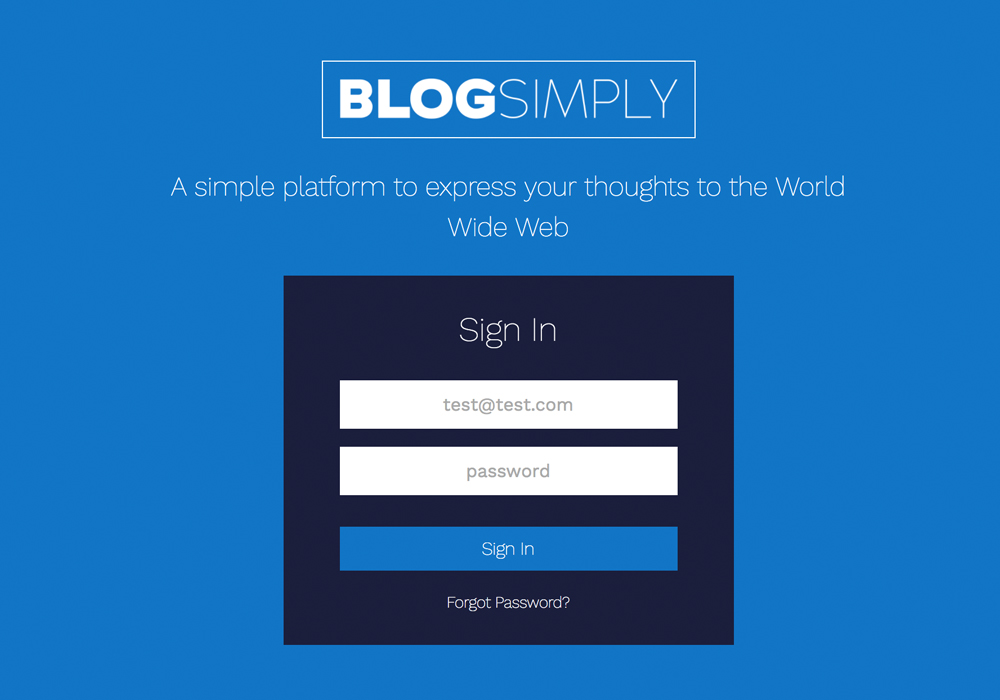 BLOGSIMPLY
A simple platform to express your thoughts to the World
Wide Web
Sign In
test@test.com
password
Sign In
Forgot Password?